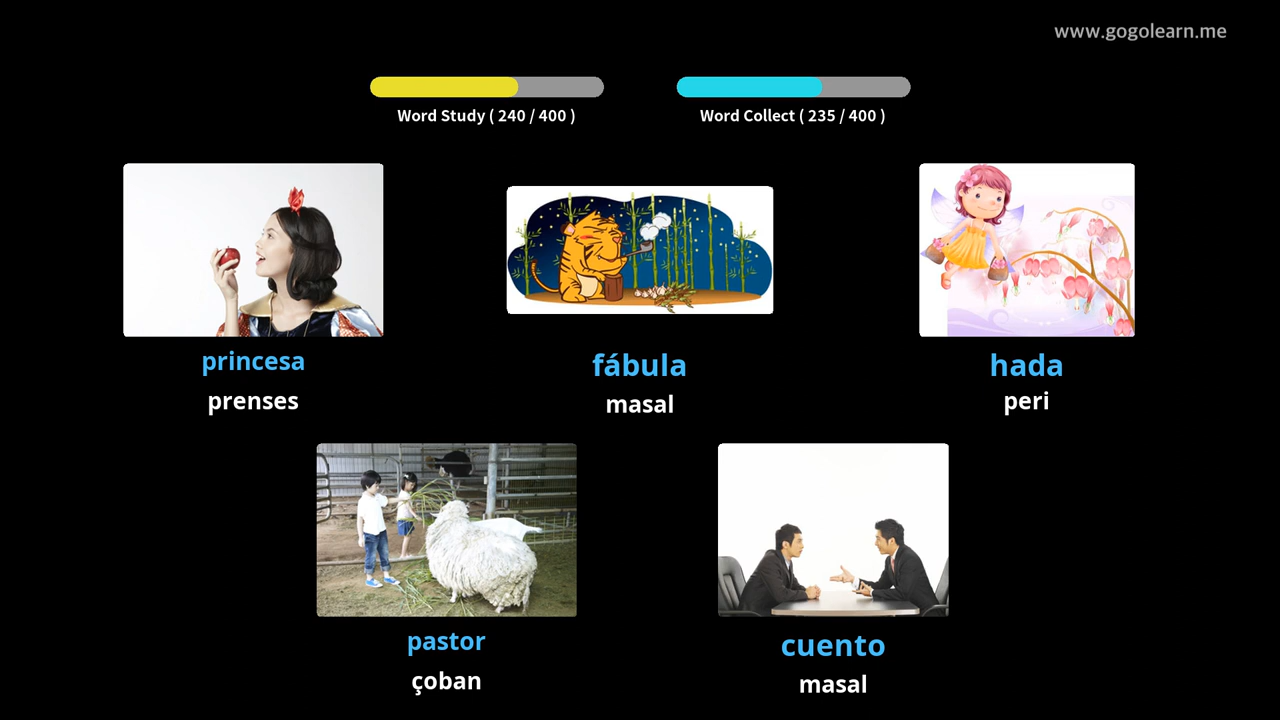 www.gogolearn.me
Word Study ( 240 / 400 )
Word Collect ( 235 / 400 )
princesa
prenses
fábula
masal
hada
peri
pastor
çoban
cuento
masal